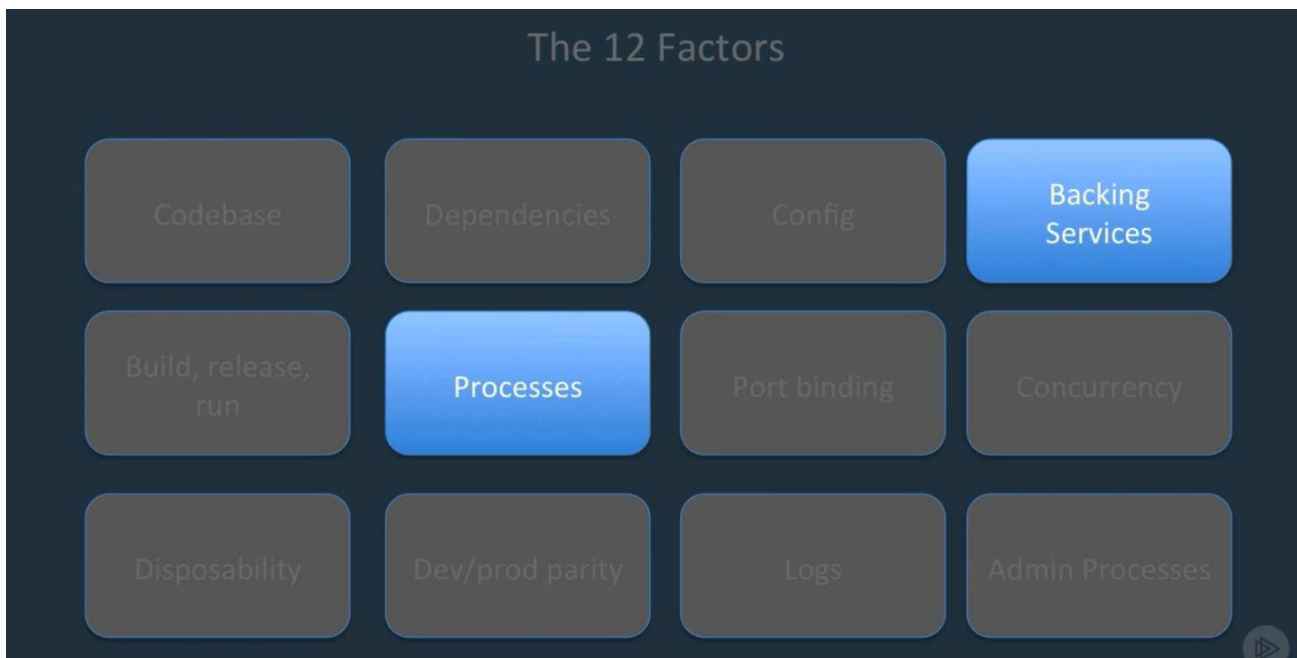 The 12 Factors
Codebase
Dependencies
Config
Backing
Services
Build, release,
run
Processes
Port binding
Concurrency
Disposability
Dev/prod parity
Logs
Admin Processes